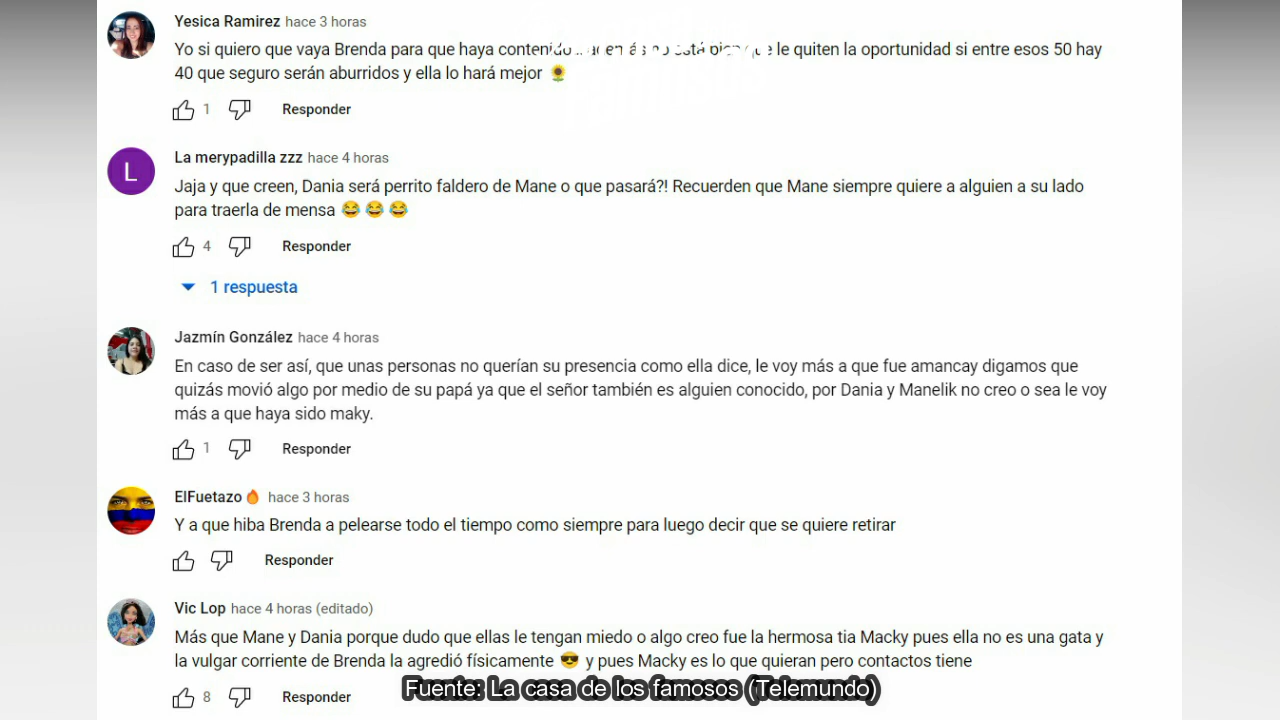 Yesica Ramirez hace 3 horas
Yo si quiero que vaya Brenda para que haya contenido además no está bien que le quiten la oportunidad si entre esos 50 hay
40 que seguro serán aburridos y ella lo hará mejor 🌻
1 Responder
L
La merypadilla zzz hace 4 horas
Jaja y que creen, Dania será perrito faldero de Mane o que pasará?! Recuerden que Mane siempre quiere a alguien a su lado
para traerla de mensa 😂 😂 😂
4 Responder
1 respuesta
Jazmín González hace 4 horas
En caso de ser así, que unas personas no querían su presencia como ella dice, le voy más a que fue amancay digamos que
quizás movió algo por medio de su papá ya que el señor también es alguien conocido, por Dania y Manelik no creo o sea le voy
más a que haya sido maky.
1 Responder
ElFuetazo🔥 hace 3 horas
Y a que hiba Brenda a pelearse todo el tiempo como siempre para luego decir que se quiere retirar
Responder
Vic Lop hace 4 horas (editado)
Más que Mane y Dania porque dudo que ellas le tengan miedo o algo creo fue la hermosa tia Macky pues ella no es una gata y
la vulgar corriente de Brenda la agredió físicamente 😎 y pues Macky es lo que quieran pero contactos tiene
8 Responder
Fuente: La casa de los famosos (Telemundo)